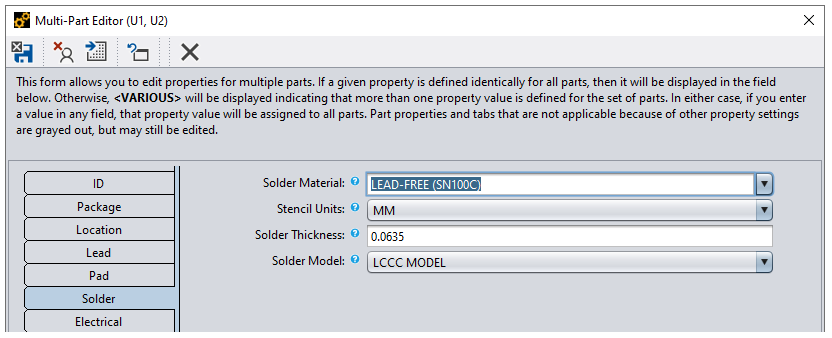 Multi-Part Editor (U1, U2)
This form allows you to edit properties for multiple parts. If a given property is defined identically for all parts, then it will be displayed in the field
below. Otherwise, <VARIOUS> will be displayed indicating that more than one property value is defined for the set of parts. In either case, if you enter
a value in any field, that property value will be assigned to all parts. Part properties and tabs that are not applicable because of other property settings
are grayed out, but may still be edited.
ID
Package
Location
Lead
Pad
Solder
Electrical
Solder Material: LEAD-FREE (SN100C)
Stencil Units: MM
Solder Thickness: 0.0635
Solder Model: LCCC MODEL